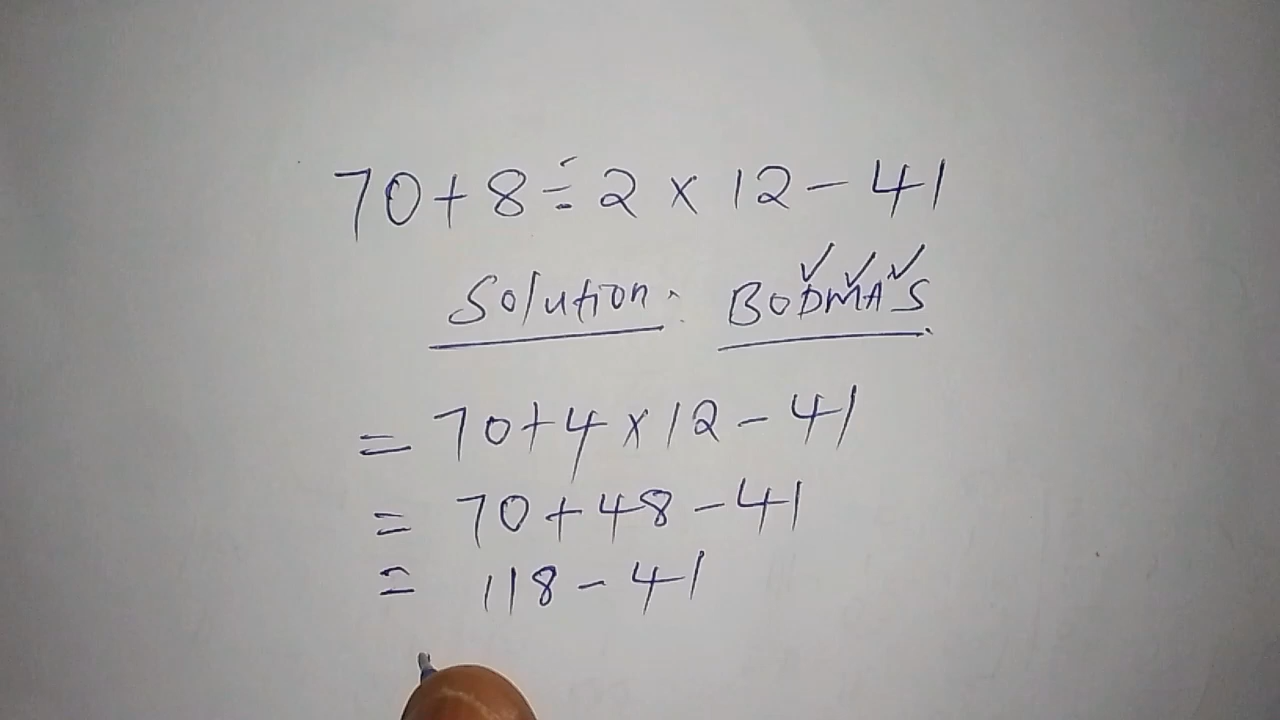 70 + 8 ÷ 2 × 12 - 41
Solution: BODMAS
= 70 + 4 × 12 - 41
= 70 + 48 - 41
= 118 - 41